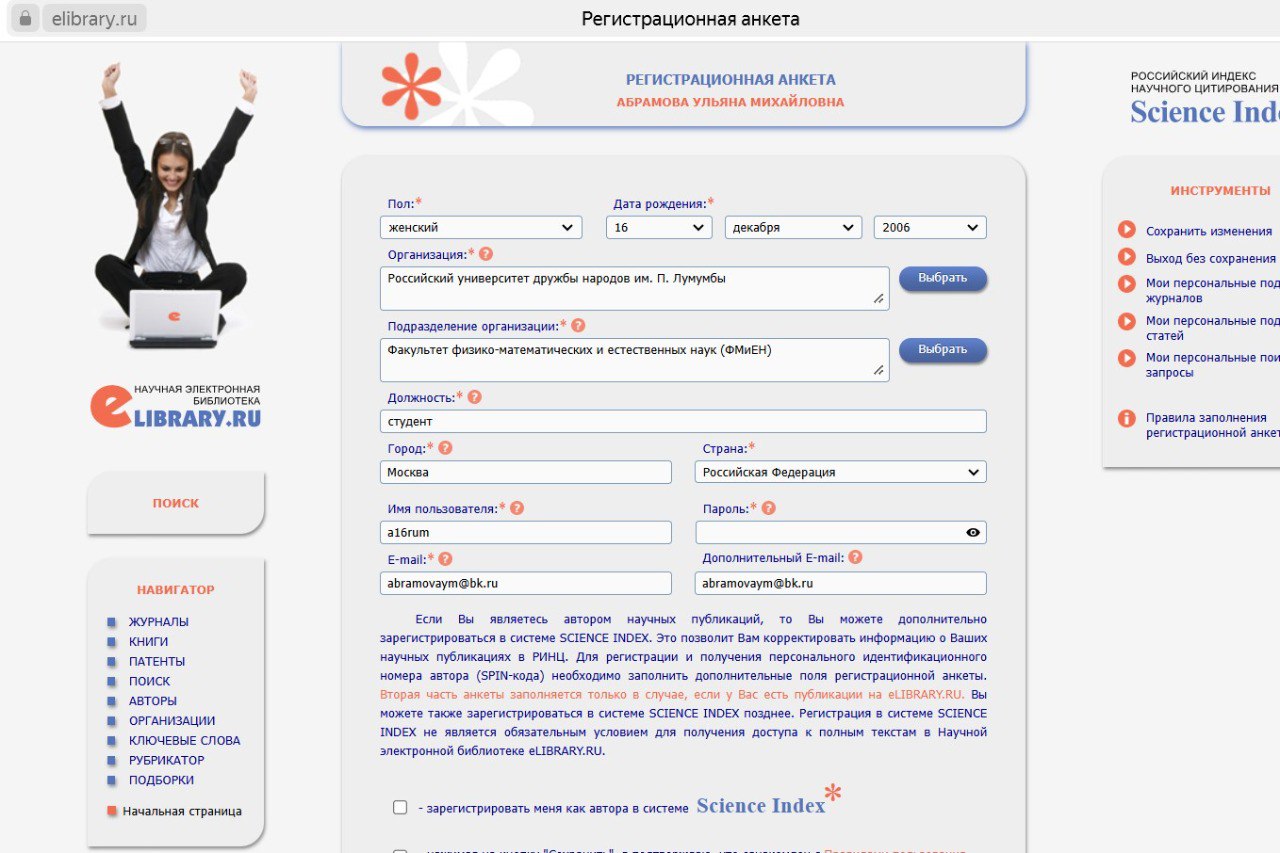 elibrary.ru
Регистрационная анкета
РЕГИСТРАЦИОННАЯ АНКЕТА
АБРАМОВА УЛЬЯНА МИХАЙЛОВНА
РОССИЙСКИЙ ИНДЕКС
НАУЧНОГО ЦИТИРОВАНИЯ
Science Inde
НАУЧНАЯ ЭЛЕКТРОННАЯ
БИБЛИОТЕКА
eLIBRARY.RU
ПОИСК
НАВИГАТОР
ЖУРНАЛЫ
КНИГИ
ПАТЕНТЫ
ПОИСК
АВТОРЫ
ОРГАНИЗАЦИИ
КЛЮЧЕВЫЕ СЛОВА
РУБРИКАТОР
ПОДБОРКИ
Начальная страница
Пол:* Дата рождения:*
женский 16 декабря 2006
Организация:* ?
Российский университет дружбы народов им. П. Лумумбы
Выбрать
Подразделение организации:* ?
Факультет физико-математических и естественных наук (ФМиЕН)
Выбрать
Должность:* ?
студент
Город:* ? Страна:*
Москва Российская Федерация
Имя пользователя:* ? Пароль:* ?
a16rum
E-mail:* ? Дополнительный E-mail: ?
abramovaym@bk.ru abramovaym@bk.ru
Если Вы являетесь автором научных публикаций, то Вы можете дополнительно
зарегистрироваться в системе SCIENCE INDEX. Это позволит Вам корректировать информацию о Ваших
научных публикациях в РИНЦ. Для регистрации и получения персонального идентификационного
номера автора (SPIN-кода) необходимо заполнить дополнительные поля регистрационной анкеты.
Вторая часть анкеты заполняется только в случае, если у Вас есть публикации на eLIBRARY.RU. Вы
можете также зарегистрироваться в системе SCIENCE INDEX позднее. Регистрация в системе SCIENCE
INDEX не является обязательным условием для получения доступа к полным текстам в Научной
электронной библиотеке eLIBRARY.RU.
- зарегистрировать меня как автора в системе Science Index*
ИНСТРУМЕНТЫ
Сохранить изменения
Выход без сохранения
Мои персональные под
журналов
Мои персональные под
статей
Мои персональные пои
запросы
Правила заполнения
регистрационной анкет